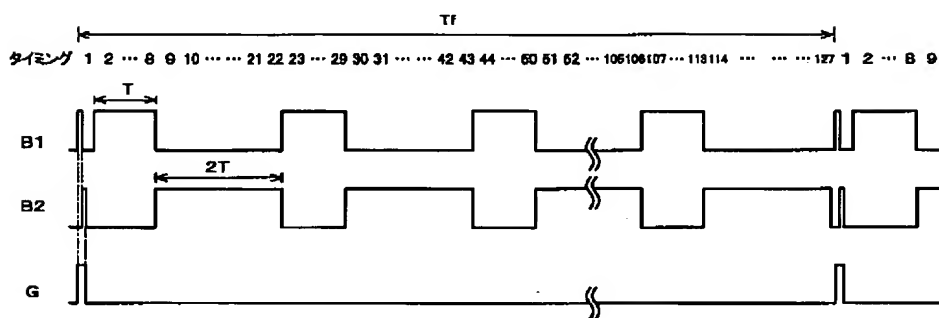 Tf
タイミング 1 2 … 8 9 10 … … 21 22 23 … 29 30 31 … … 42 43 44 … 50 51 52 … 105 106 107 … 113 114 … … … 127 1 2 … 8 9
T
B1
2T
B2
G